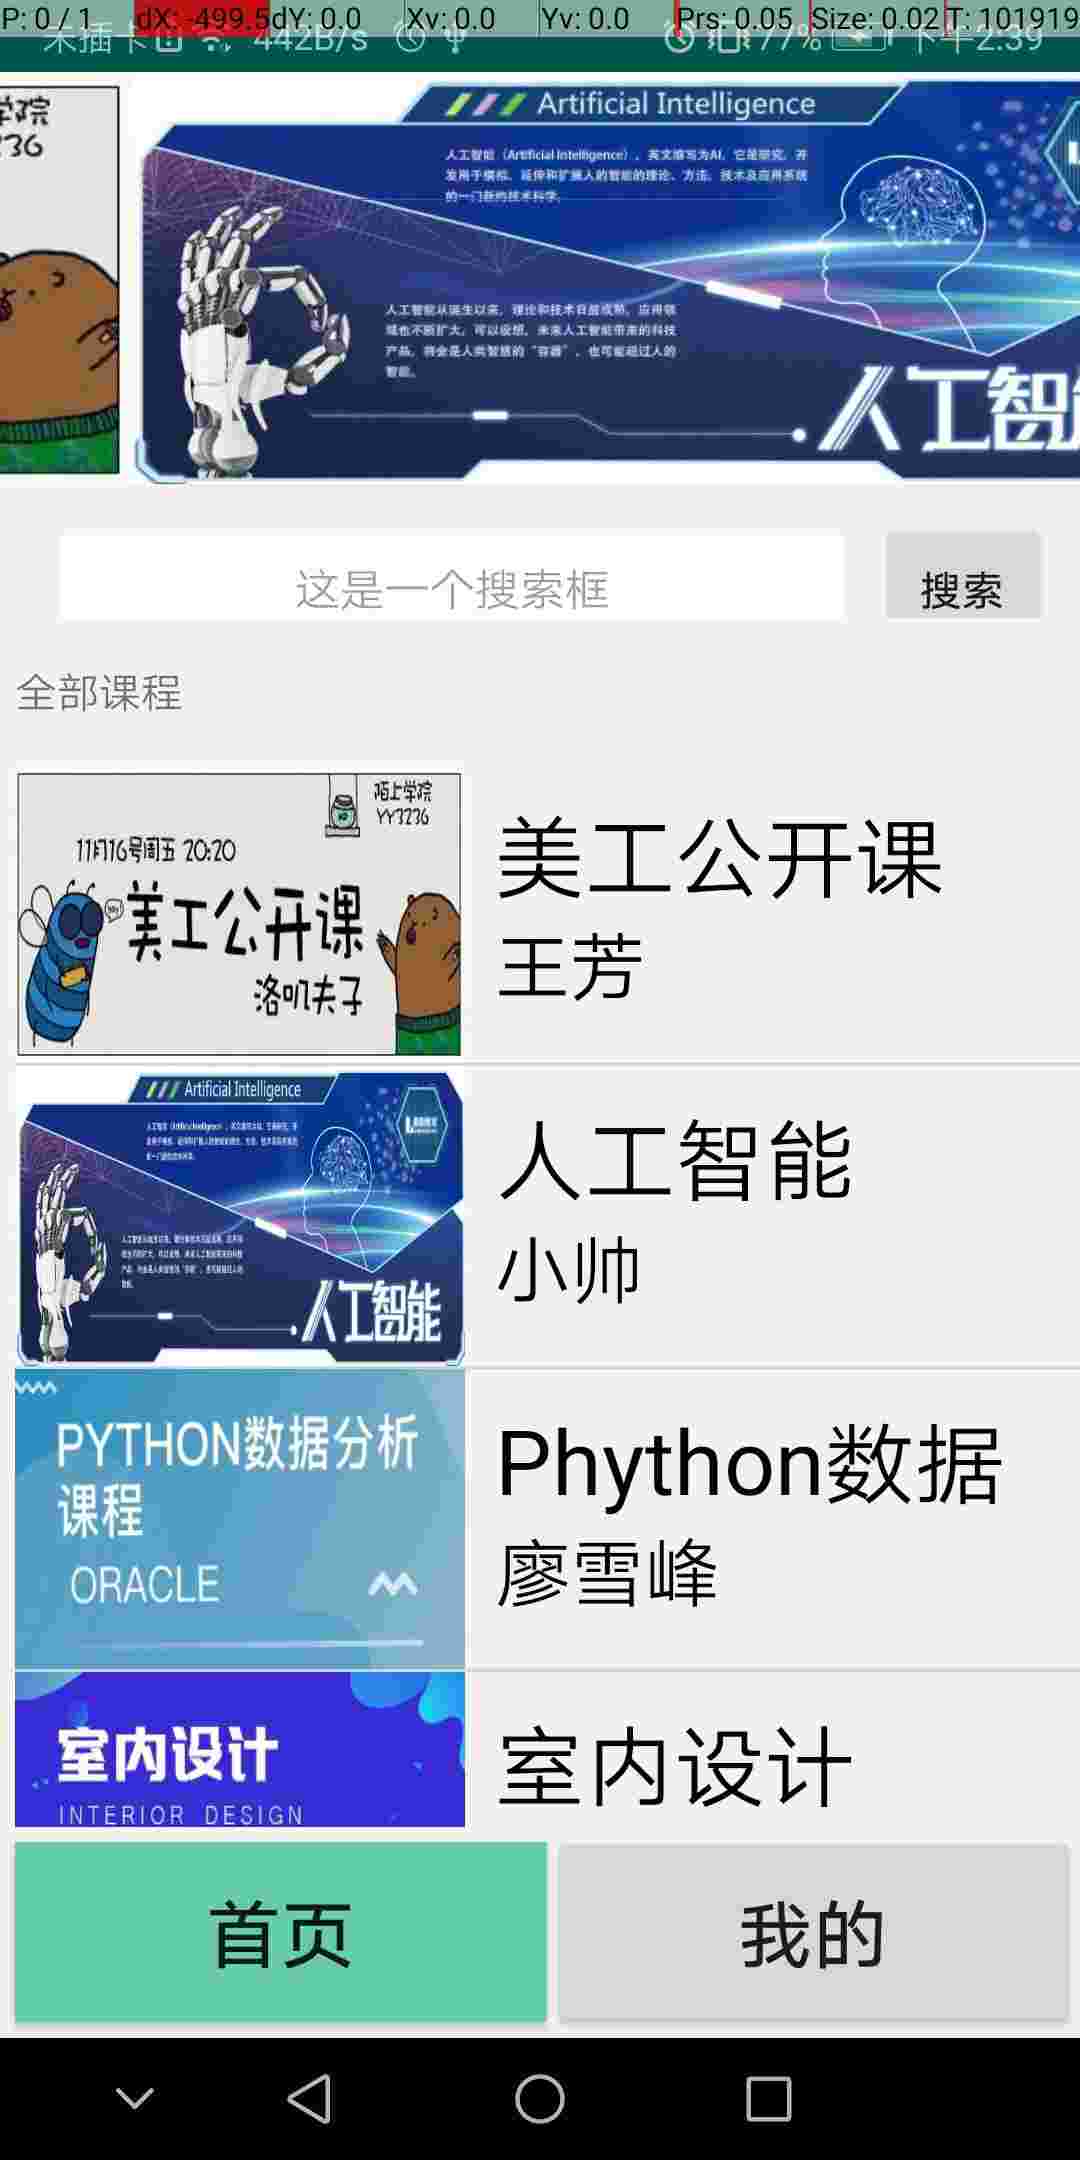 P: 0 / 1 dX: -499.5 dY: 0.0 Xv: 0.0 Yv: 0.0 Prs: 0.05 Size: 0.02 T: 101919
未插卡 442B/s 77% 下午2:39
学院
236
Artificial Intelligence
人工智能（Artificial Intelligence），英文缩写为AI。它是研究、开
发用于模拟、延伸和扩展人的智能的理论、方法、技术及应用系统
的一门新的技术科学。
人工智能从诞生以来，理论和技术日益成熟，应用领
域也不断扩大，可以设想，未来人工智能带来的科技
产品，将会是人类智慧的“容器”，也可能超过人的
智能。
人工智能
这是一个搜索框
搜索
全部课程
陌上学院
YY3236
11月16号周五 20:20
美工公开课
洛叽夫子
美工公开课
王芳
Artificial Intelligence
人工智能
人工智能
小帅
PYTHON数据分析
课程
ORACLE
Phython数据
廖雪峰
室内设计
INTERIOR DESIGN
室内设计
首页
我的